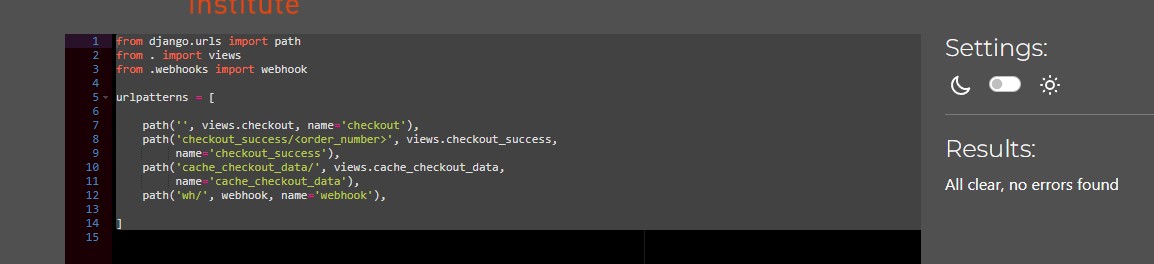 Institute
1 from django.urls import path
2 from . import views
3 from .webhooks import webhook
4
5 urlpatterns = [
6
7     path('', views.checkout, name='checkout'),
8     path('checkout_success/<order_number>', views.checkout_success,
9          name='checkout_success'),
10     path('cache_checkout_data/', views.cache_checkout_data,
11          name='cache_checkout_data'),
12     path('wh/', webhook, name='webhook'),
13
14 ]
15
Settings:
Results:
All clear, no errors found